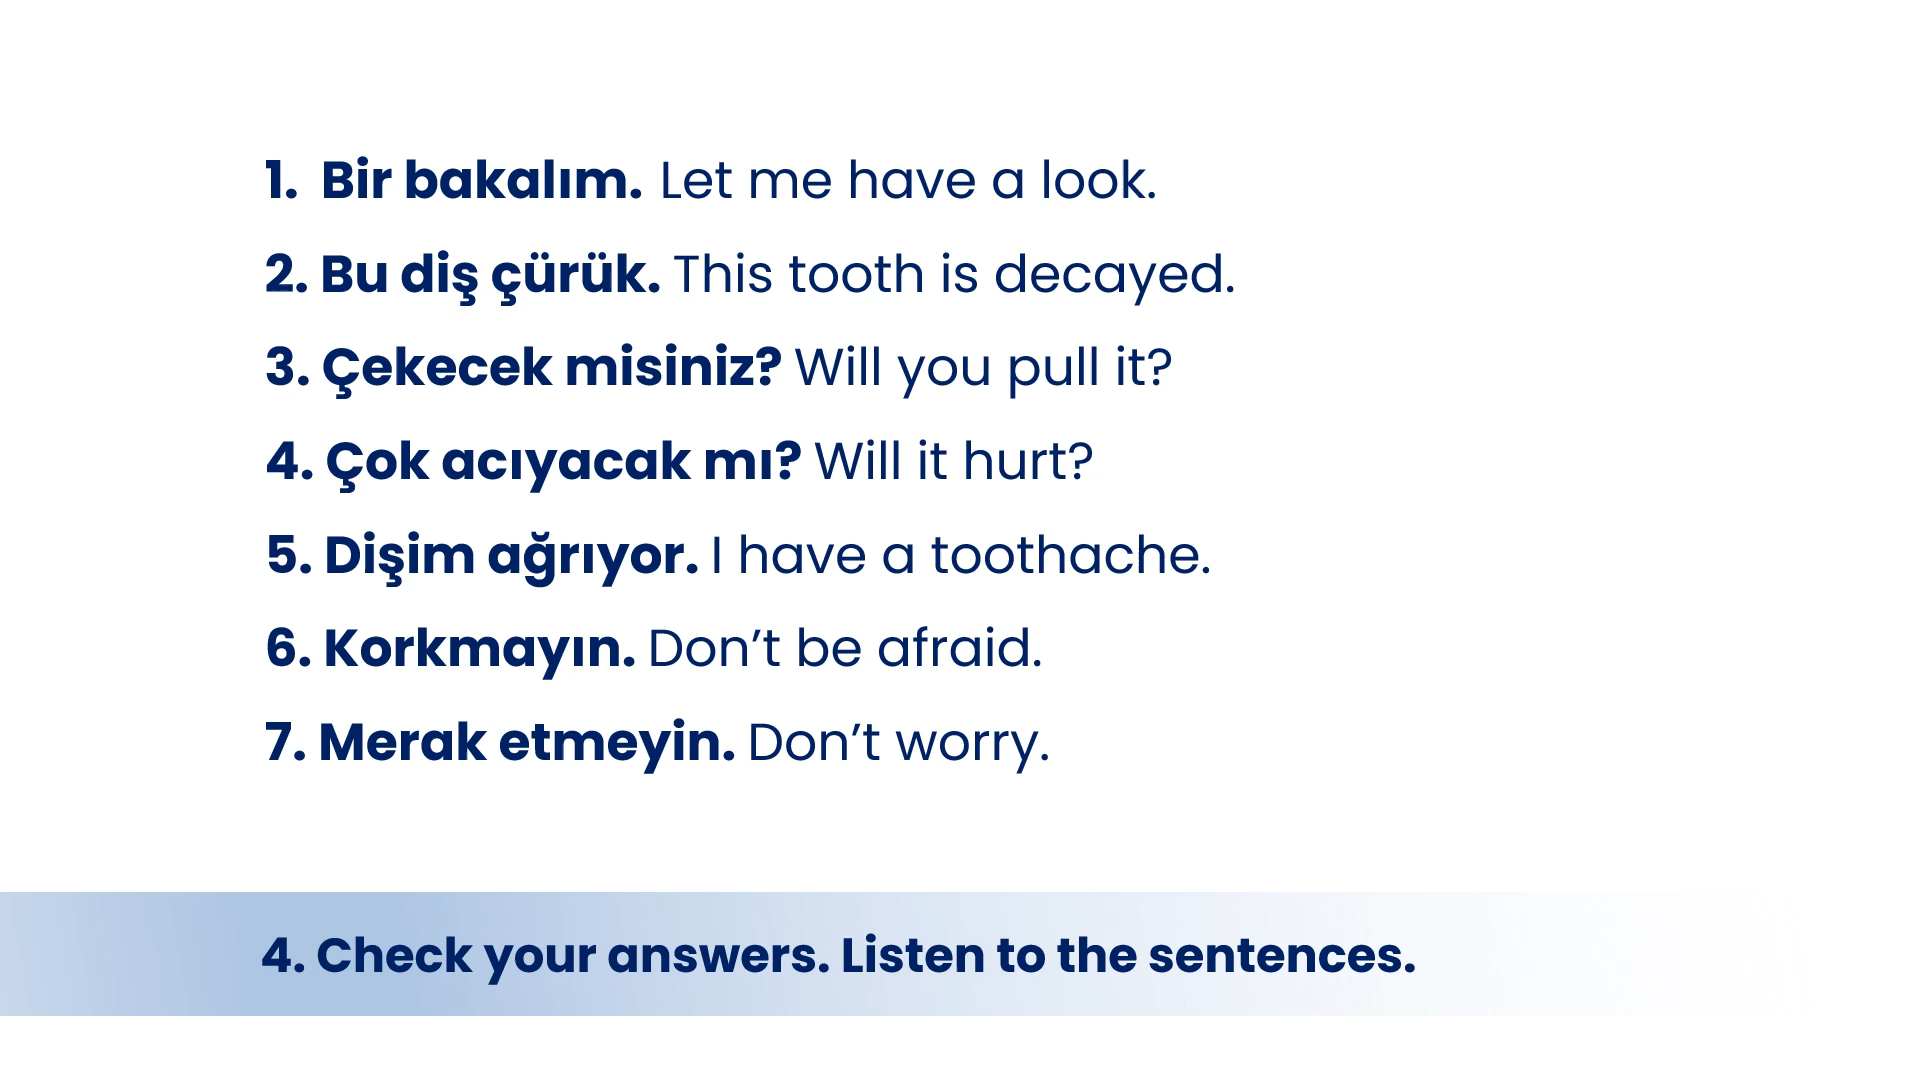 1. Bir bakalım. Let me have a look.
2. Bu diş çürük. This tooth is decayed.
3. Çekecek misiniz? Will you pull it?
4. Çok acıyacak mı? Will it hurt?
5. Dişim ağrıyor. I have a toothache.
6. Korkmayın. Don’t be afraid.
7. Merak etmeyin. Don’t worry.
4. Check your answers. Listen to the sentences.